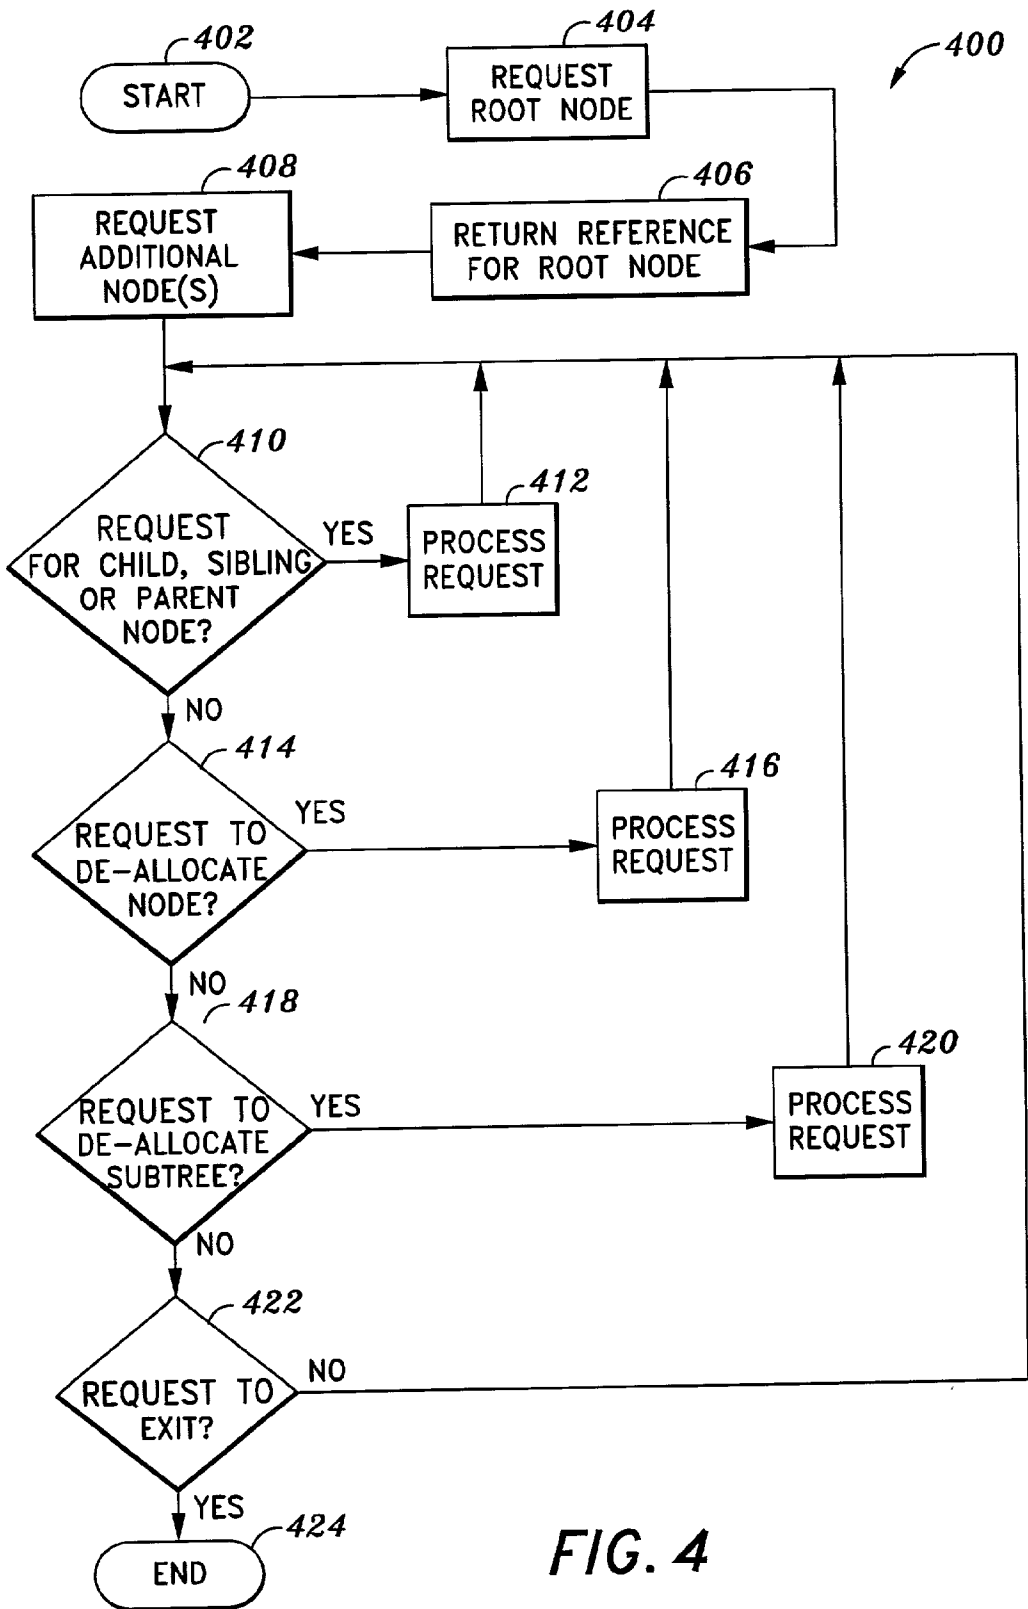 402
START
404
REQUEST
ROOT NODE
400
408
REQUEST
ADDITIONAL
NODE(S)
406
RETURN REFERENCE
FOR ROOT NODE
410
REQUEST
FOR CHILD, SIBLING
OR PARENT
NODE?
YES
412
PROCESS
REQUEST
NO
414
REQUEST TO
DE-ALLOCATE
NODE?
YES
416
PROCESS
REQUEST
NO
418
REQUEST TO
DE-ALLOCATE
SUBTREE?
YES
420
PROCESS
REQUEST
NO
422
REQUEST TO
EXIT?
NO
YES
424
END
FIG. 4